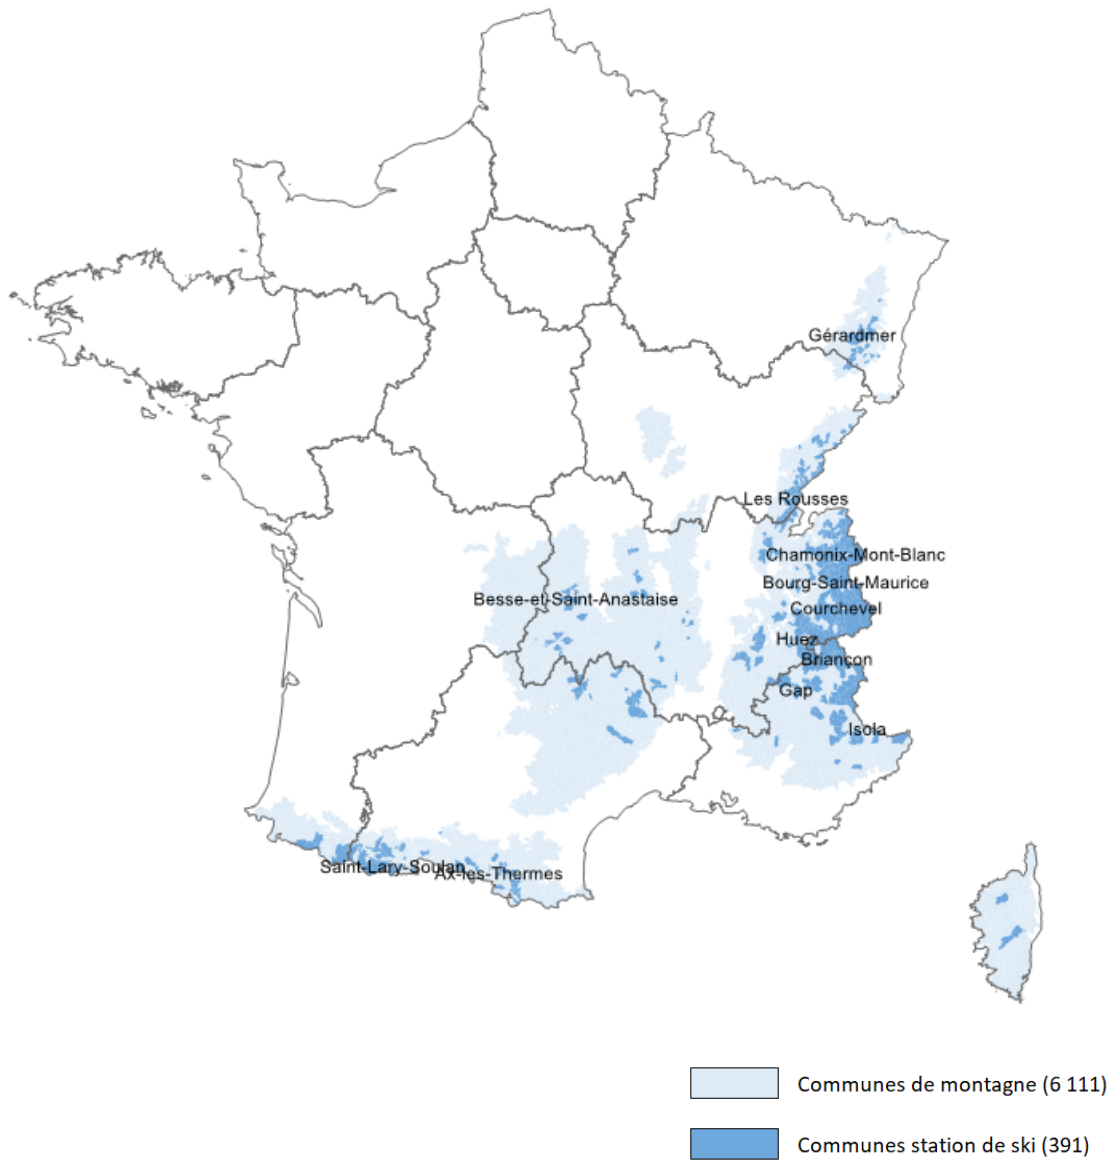 Gérardmer
Les Rousses
Chamonix-Mont-Blanc
Bourg-Saint-Maurice
Besse-et-Saint-Anastaise
Courchevel
Huez
Briançon
Gap
Isola
Saint-Lary-Soulan
Ax-les-Thermes
Communes de montagne (6 111)
Communes station de ski (391)